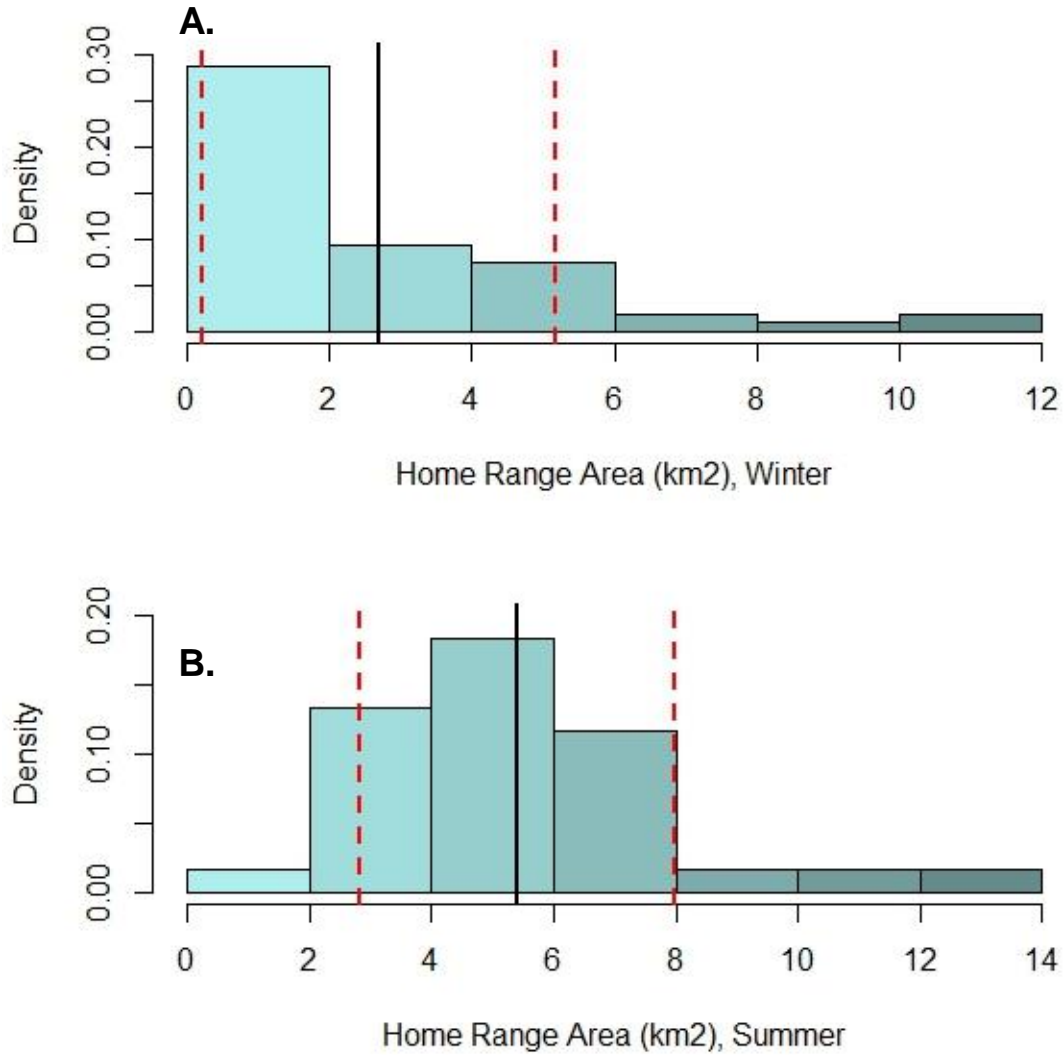 A.
Density
0.30
0.20
0.10
0.00
0 2 4 6 8 10 12
Home Range Area (km2), Winter
B.
Density
0.20
0.10
0.00
0 2 4 6 8 10 12 14
Home Range Area (km2), Summer